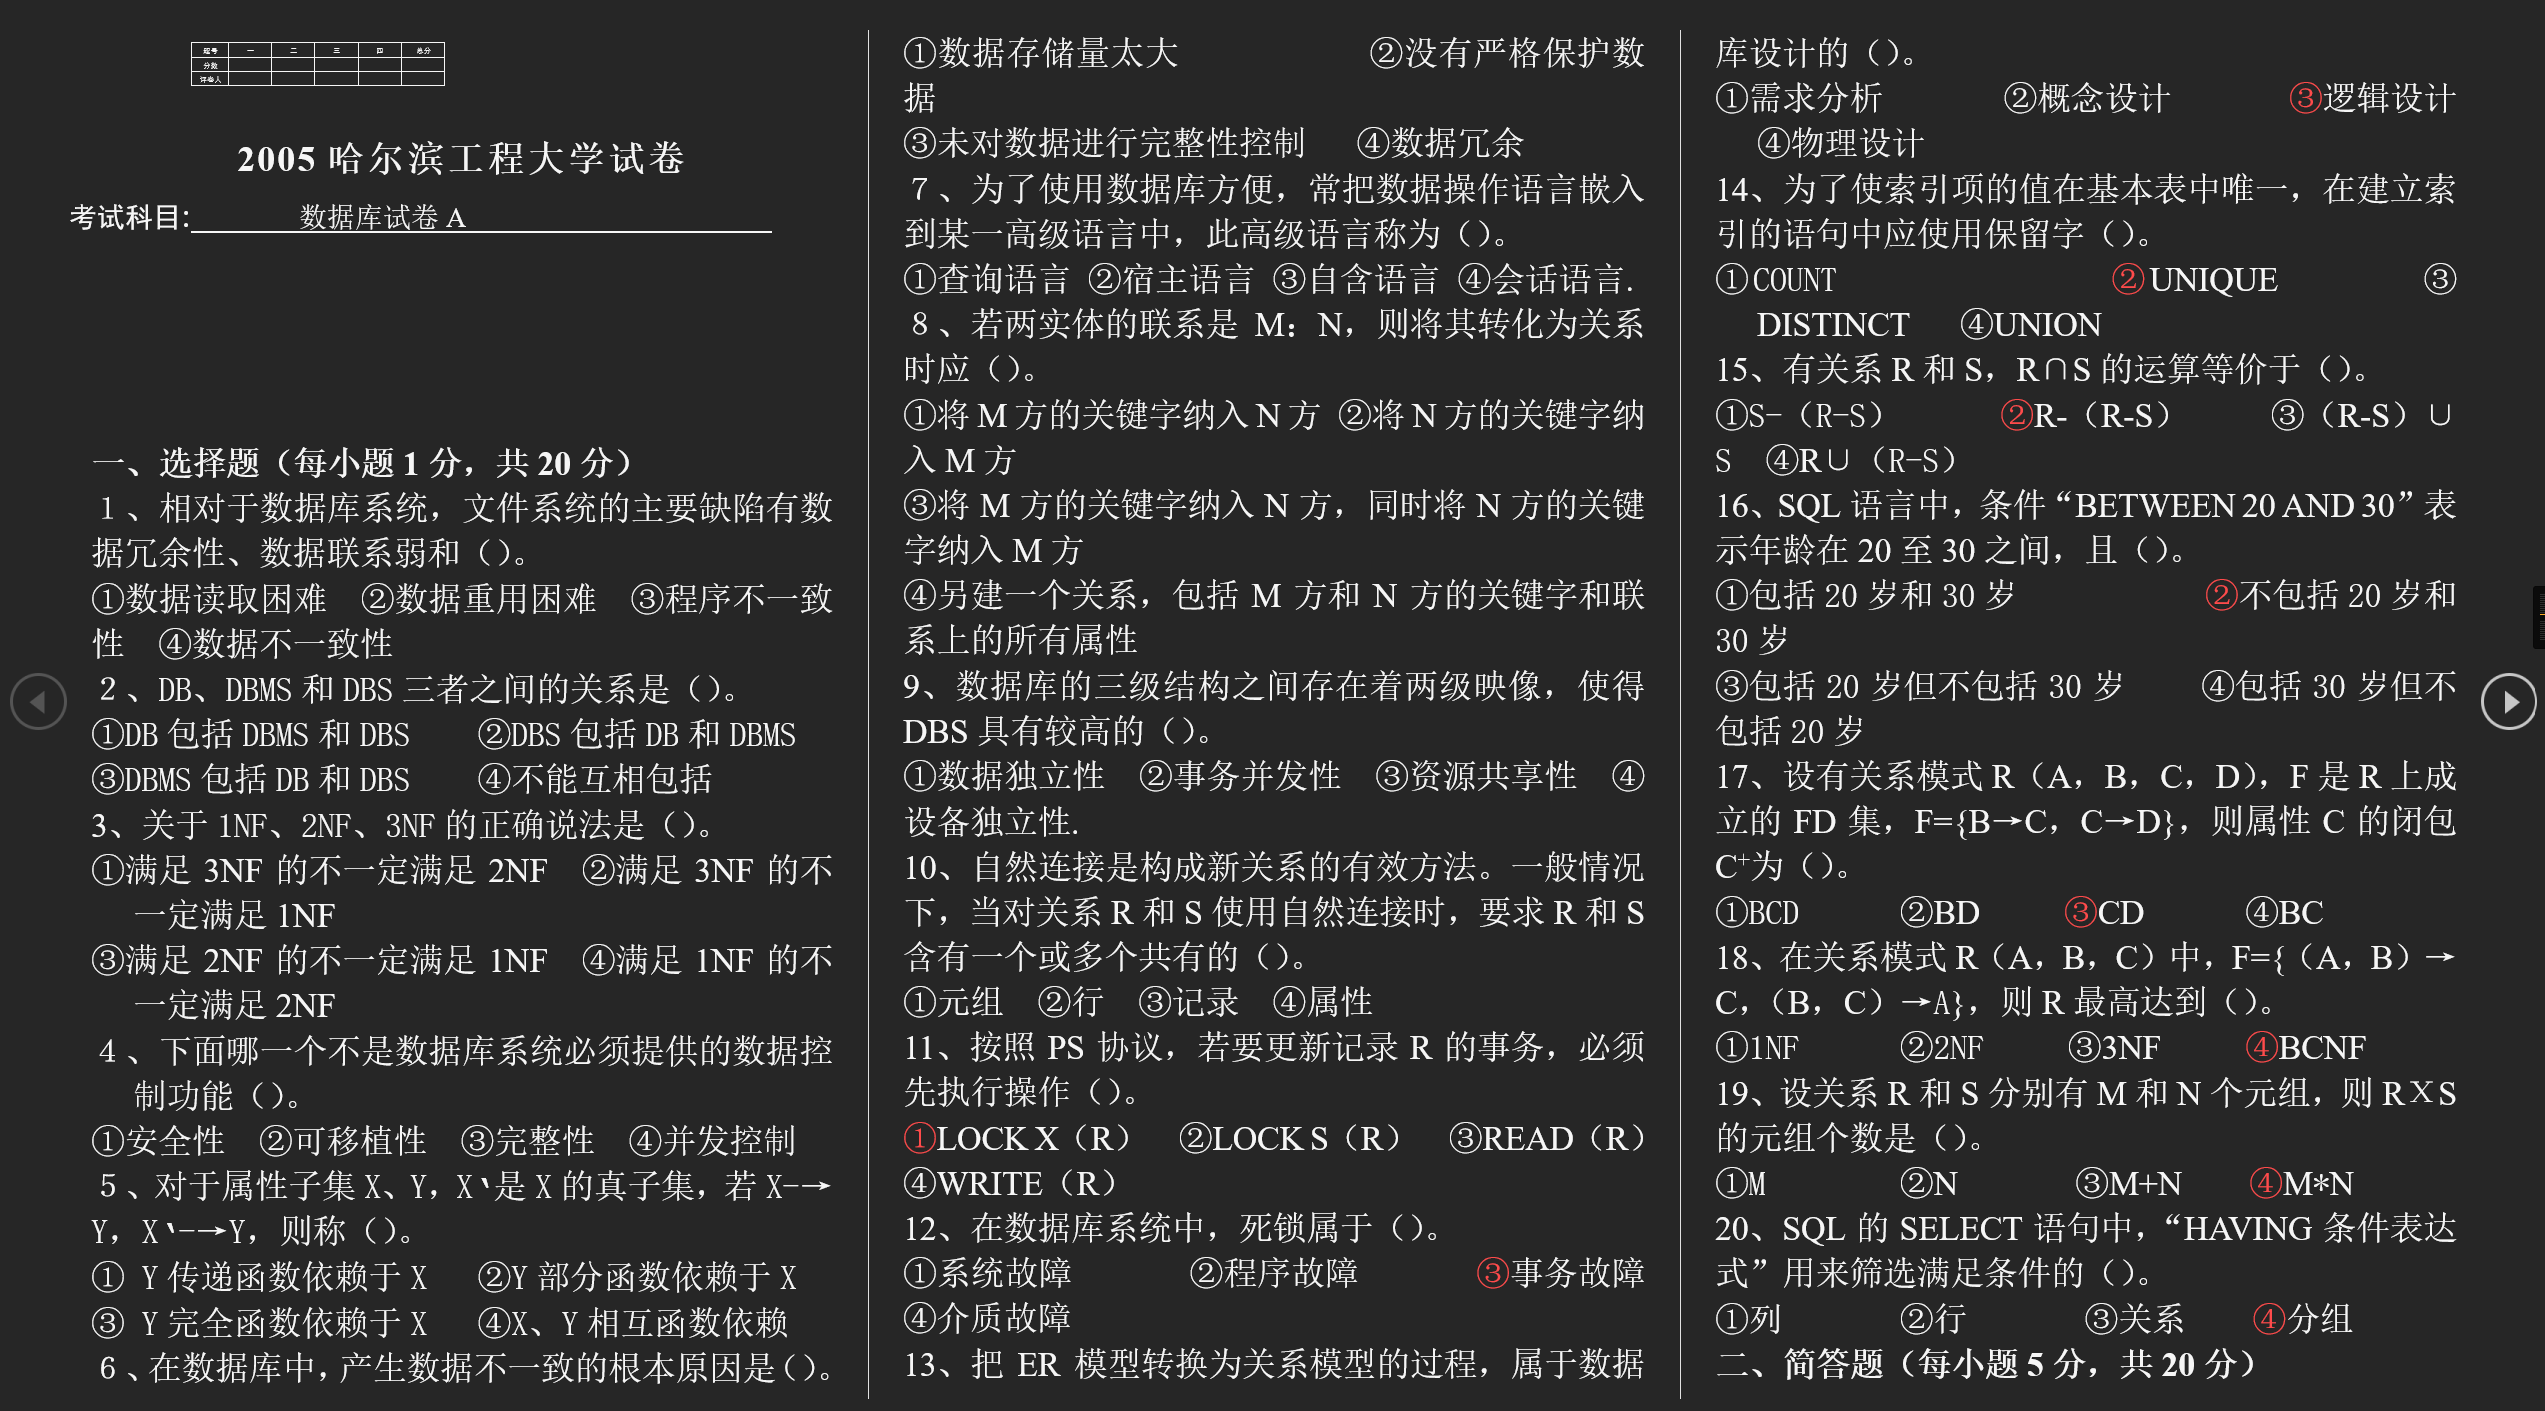 题号 一 二 三 四 总分
分数
评卷人
2005 哈尔滨工程大学试卷
考试科目: 数据库试卷 A
一、选择题（每小题 1 分，共 20 分）
１、相对于数据库系统，文件系统的主要缺陷有数
据冗余性、数据联系弱和（）。
①数据读取困难 ②数据重用困难 ③程序不一致
性 ④数据不一致性
２、DB、DBMS 和 DBS 三者之间的关系是（）。
①DB 包括 DBMS 和 DBS ②DBS 包括 DB 和 DBMS
③DBMS 包括 DB 和 DBS ④不能互相包括
3、关于 1NF、2NF、3NF 的正确说法是（）。
①满足 3NF 的不一定满足 2NF ②满足 3NF 的不
一定满足 1NF
③满足 2NF 的不一定满足 1NF ④满足 1NF 的不
一定满足 2NF
４、下面哪一个不是数据库系统必须提供的数据控
制功能（）。
①安全性 ②可移植性 ③完整性 ④并发控制
５、对于属性子集 X、Y，X‵是 X 的真子集，若 X-→
Y，X‵-→Y，则称（）。
① Y 传递函数依赖于 X ②Y 部分函数依赖于 X
③ Y 完全函数依赖于 X ④X、Y 相互函数依赖
６、在数据库中，产生数据不一致的根本原因是（）。
①数据存储量太大 ②没有严格保护数
据
③未对数据进行完整性控制 ④数据冗余
７、为了使用数据库方便，常把数据操作语言嵌入
到某一高级语言中，此高级语言称为（）。
①查询语言 ②宿主语言 ③自含语言 ④会话语言.
８、若两实体的联系是 M：N，则将其转化为关系
时应（）。
①将 M 方的关键字纳入 N 方 ②将 N 方的关键字纳
入 M 方
③将 M 方的关键字纳入 N 方，同时将 N 方的关键
字纳入 M 方
④另建一个关系，包括 M 方和 N 方的关键字和联
系上的所有属性
9、数据库的三级结构之间存在着两级映像，使得
DBS 具有较高的（）。
①数据独立性 ②事务并发性 ③资源共享性 ④
设备独立性.
10、自然连接是构成新关系的有效方法。一般情况
下，当对关系 R 和 S 使用自然连接时，要求 R 和 S
含有一个或多个共有的（）。
①元组 ②行 ③记录 ④属性
11、按照 PS 协议，若要更新记录 R 的事务，必须
先执行操作（）。
①LOCK X（R） ②LOCK S（R） ③READ（R）
④WRITE（R）
12、在数据库系统中，死锁属于（）。
①系统故障 ②程序故障 ③事务故障
④介质故障
13、把 ER 模型转换为关系模型的过程，属于数据
库设计的（）。
①需求分析 ②概念设计 ③逻辑设计
④物理设计
14、为了使索引项的值在基本表中唯一，在建立索
引的语句中应使用保留字（）。
①COUNT ②UNIQUE ③
DISTINCT ④UNION
15、有关系 R 和 S，R∩S 的运算等价于（）。
①S-（R-S） ②R-（R-S） ③（R-S）∪
S ④R∪（R-S）
16、SQL 语言中，条件“BETWEEN 20 AND 30”表
示年龄在 20 至 30 之间，且（）。
①包括 20 岁和 30 岁 ②不包括 20 岁和
30 岁
③包括 20 岁但不包括 30 岁 ④包括 30 岁但不
包括 20 岁
17、设有关系模式 R（A，B，C，D），F 是 R 上成
立的 FD 集，F={B→C，C→D}，则属性 C 的闭包
C⁺为（）。
①BCD ②BD ③CD ④BC
18、在关系模式 R（A，B，C）中，F={（A，B）→
C，（B，C）→A}，则 R 最高达到（）。
①1NF ②2NF ③3NF ④BCNF
19、设关系 R 和 S 分别有 M 和 N 个元组，则 R╳S
的元组个数是（）。
①M ②N ③M+N ④M*N
20、SQL 的 SELECT 语句中，“HAVING 条件表达
式”用来筛选满足条件的（）。
①列 ②行 ③关系 ④分组
二、简答题（每小题 5 分，共 20 分）